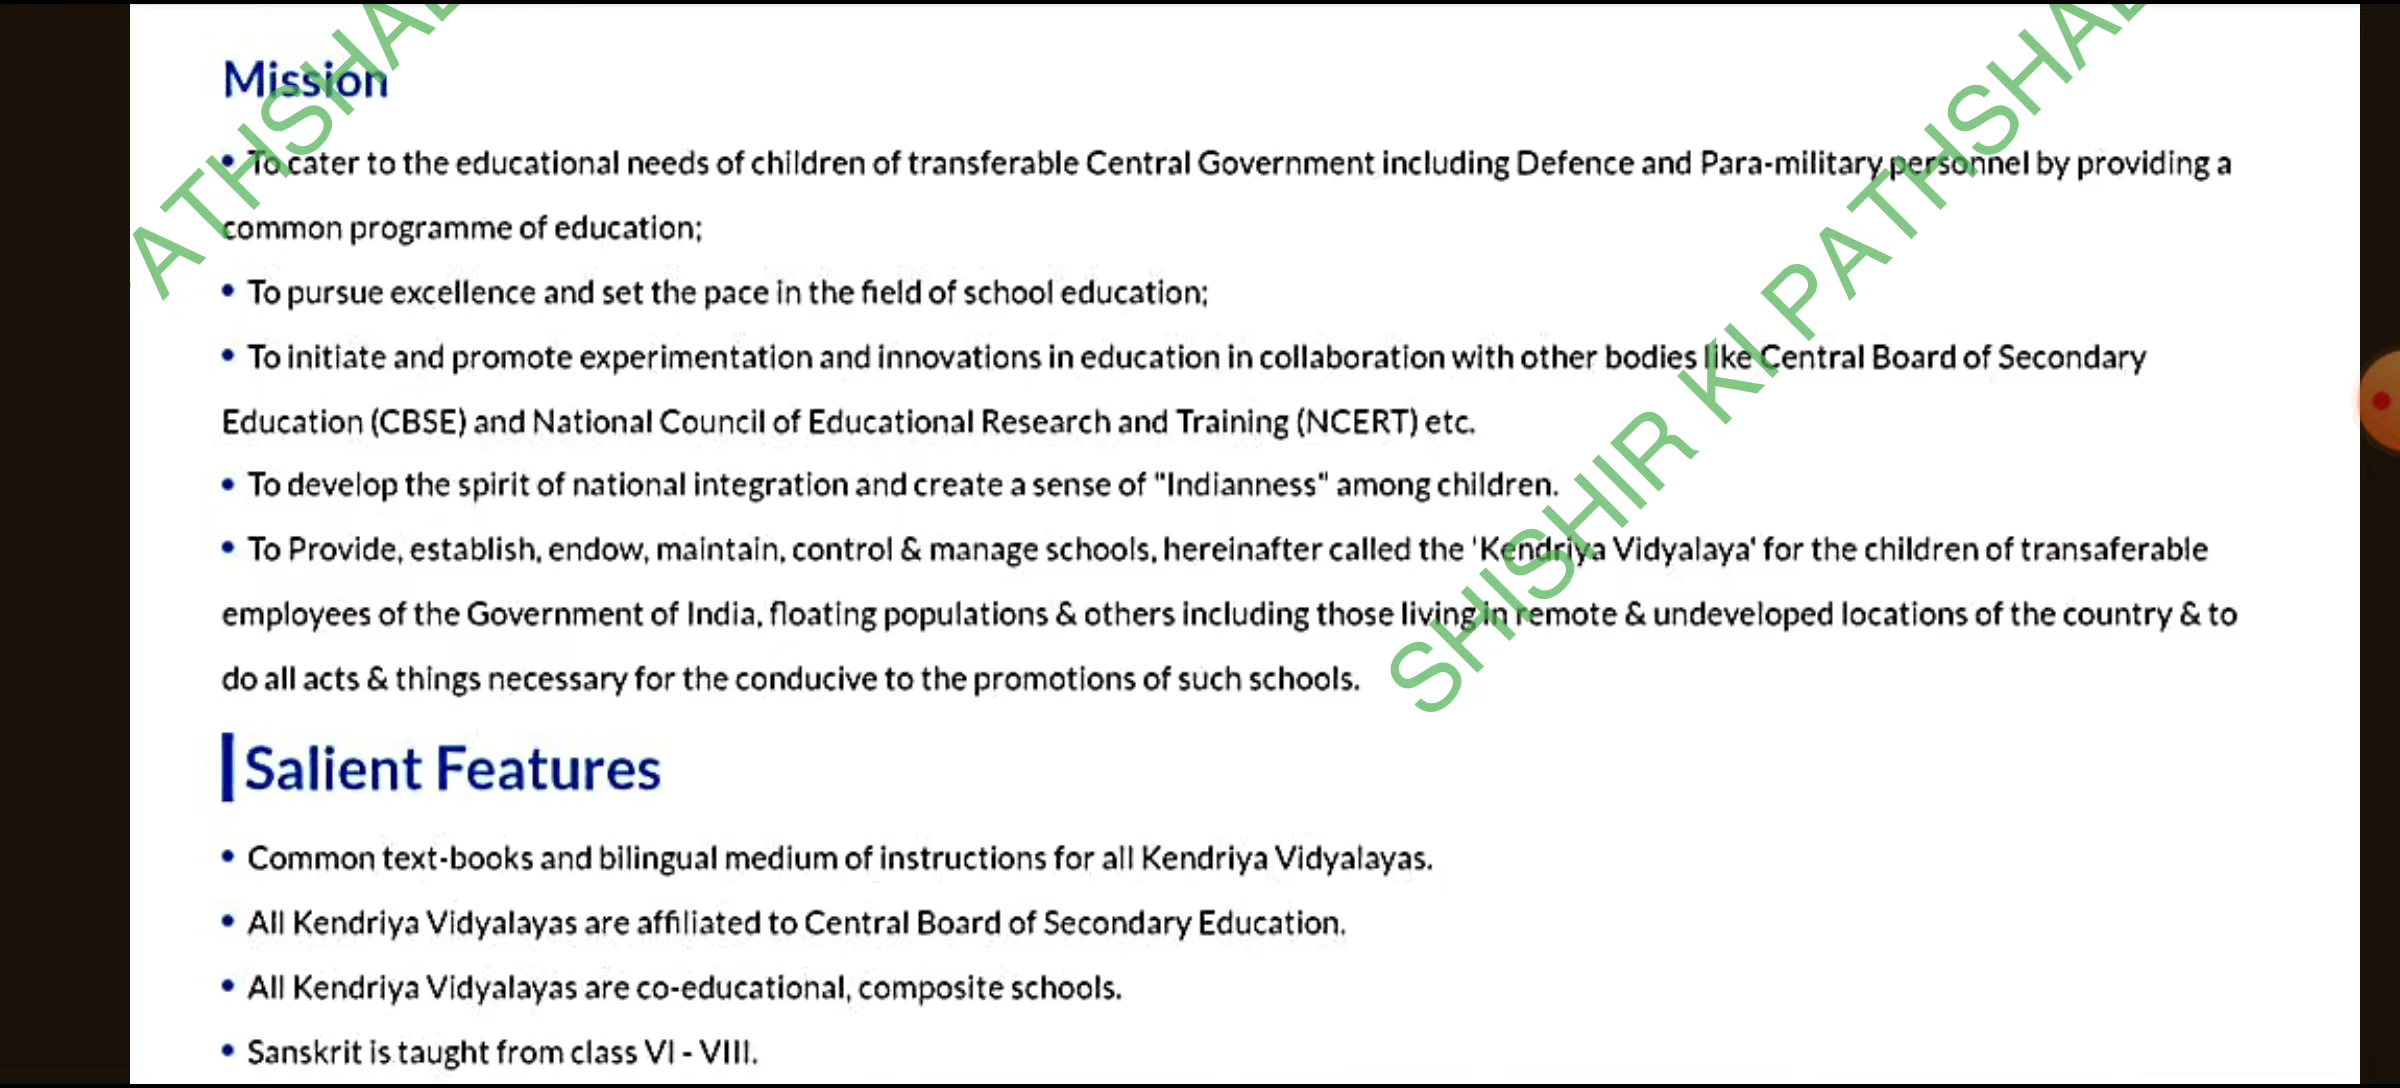 Mission
• To cater to the educational needs of children of transferable Central Government including Defence and Para-military personnel by providing a
common programme of education;
• To pursue excellence and set the pace in the field of school education;
• To initiate and promote experimentation and innovations in education in collaboration with other bodies like Central Board of Secondary
Education (CBSE) and National Council of Educational Research and Training (NCERT) etc.
• To develop the spirit of national integration and create a sense of "Indianness" among children.
• To Provide, establish, endow, maintain, control & manage schools, hereinafter called the 'Kendriya Vidyalaya' for the children of transaferable
employees of the Government of India, floating populations & others including those living in remote & undeveloped locations of the country & to
do all acts & things necessary for the conducive to the promotions of such schools.
Salient Features
• Common text-books and bilingual medium of instructions for all Kendriya Vidyalayas.
• All Kendriya Vidyalayas are affiliated to Central Board of Secondary Education.
• All Kendriya Vidyalayas are co-educational, composite schools.
• Sanskrit is taught from class VI - VIII.
ATHSHAL
SHISHIR KI PATHSHAL